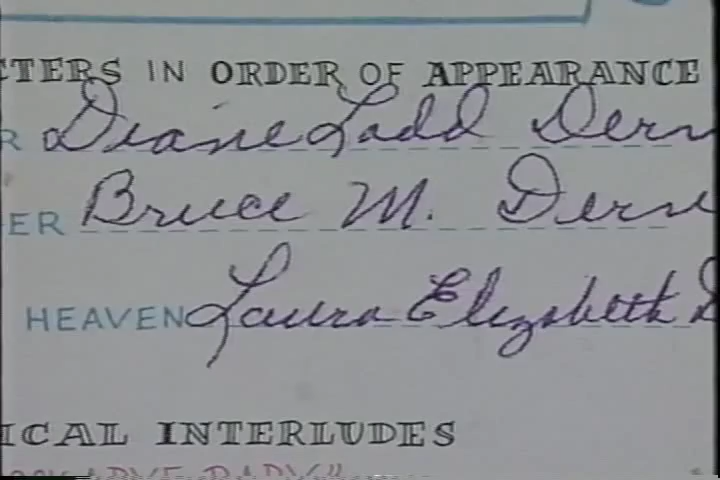 CTERS IN ORDER OF APPEARANCE
R Diane Ladd Dern
ER Bruce M. Dern
HEAVEN Laura Elizabeth D
ICAL INTERLUDES